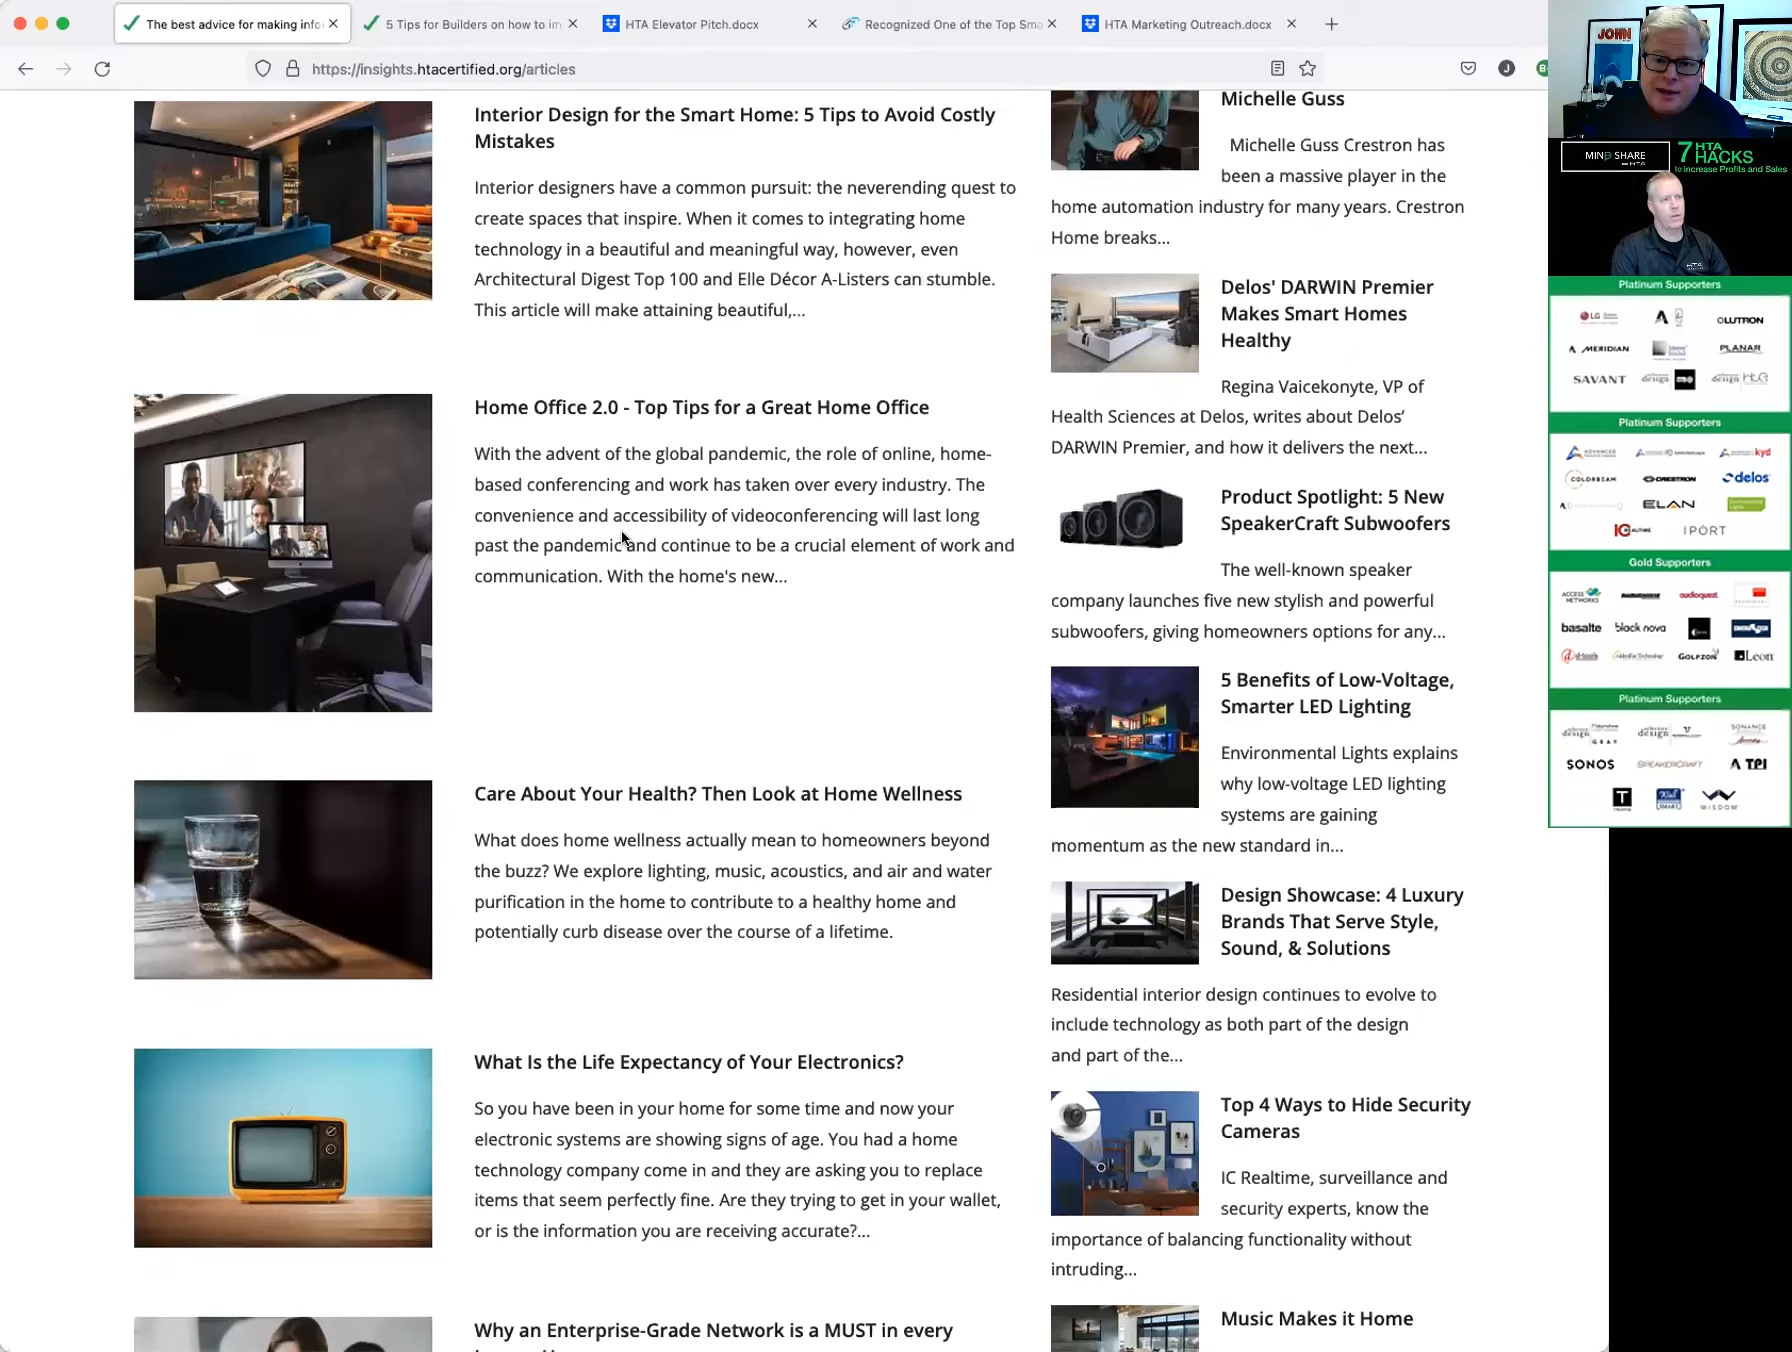 The best advice for making info
5 Tips for Builders on how to im
HTA Elevator Pitch.docx
Recognized One of the Top Sma
HTA Marketing Outreach.docx
https://insights.htacertified.org/articles
J
Interior Design for the Smart Home: 5 Tips to Avoid Costly
Mistakes
Interior designers have a common pursuit: the neverending quest to
create spaces that inspire. When it comes to integrating home
technology in a beautiful and meaningful way, however, even
Architectural Digest Top 100 and Elle Décor A-Listers can stumble.
This article will make attaining beautiful,...
Home Office 2.0 - Top Tips for a Great Home Office
With the advent of the global pandemic, the role of online, home-
based conferencing and work has taken over every industry. The
convenience and accessibility of videoconferencing will last long
past the pandemic and continue to be a crucial element of work and
communication. With the home's new...
Care About Your Health? Then Look at Home Wellness
What does home wellness actually mean to homeowners beyond
the buzz? We explore lighting, music, acoustics, and air and water
purification in the home to contribute to a healthy home and
potentially curb disease over the course of a lifetime.
What Is the Life Expectancy of Your Electronics?
So you have been in your home for some time and now your
electronic systems are showing signs of age. You had a home
technology company come in and they are asking you to replace
items that seem perfectly fine. Are they trying to get in your wallet,
or is the information you are receiving accurate?...
Why an Enterprise-Grade Network is a MUST in every
Michelle Guss
Michelle Guss Crestron has
been a massive player in the
home automation industry for many years. Crestron
Home breaks...
Delos' DARWIN Premier
Makes Smart Homes
Healthy
Regina Vaicekonyte, VP of
Health Sciences at Delos, writes about Delos'
DARWIN Premier, and how it delivers the next...
Product Spotlight: 5 New
SpeakerCraft Subwoofers
The well-known speaker
company launches five new stylish and powerful
subwoofers, giving homeowners options for any...
5 Benefits of Low-Voltage,
Smarter LED Lighting
Environmental Lights explains
why low-voltage LED lighting
systems are gaining
momentum as the new standard in...
Design Showcase: 4 Luxury
Brands That Serve Style,
Sound, & Solutions
Residential interior design continues to evolve to
include technology as both part of the design
and part of the...
Top 4 Ways to Hide Security
Cameras
IC Realtime, surveillance and
security experts, know the
importance of balancing functionality without
intruding...
Music Makes it Home
JOHN
MIND SHARE
7 HTA HACKS
to Increase Profits and Sales
HTA
Platinum Supporters
LG
LUTRON
MERIDIAN
PLANAR
SAVANT
design
design hta
Platinum Supporters
ADVANCED
kyd
COLORBEAM
CRESTRON
delos
ELAN
IC REALTIME
IPORT
Gold Supporters
ACCESS NETWORKS
audioquest
basalte
black nova
d-tools
GOLFZON
Leon
Platinum Supporters
design
GRAY
design
SONANCE
SONOS
SPEAKERCRAFT
TPI
Wall SMART
WISDOM